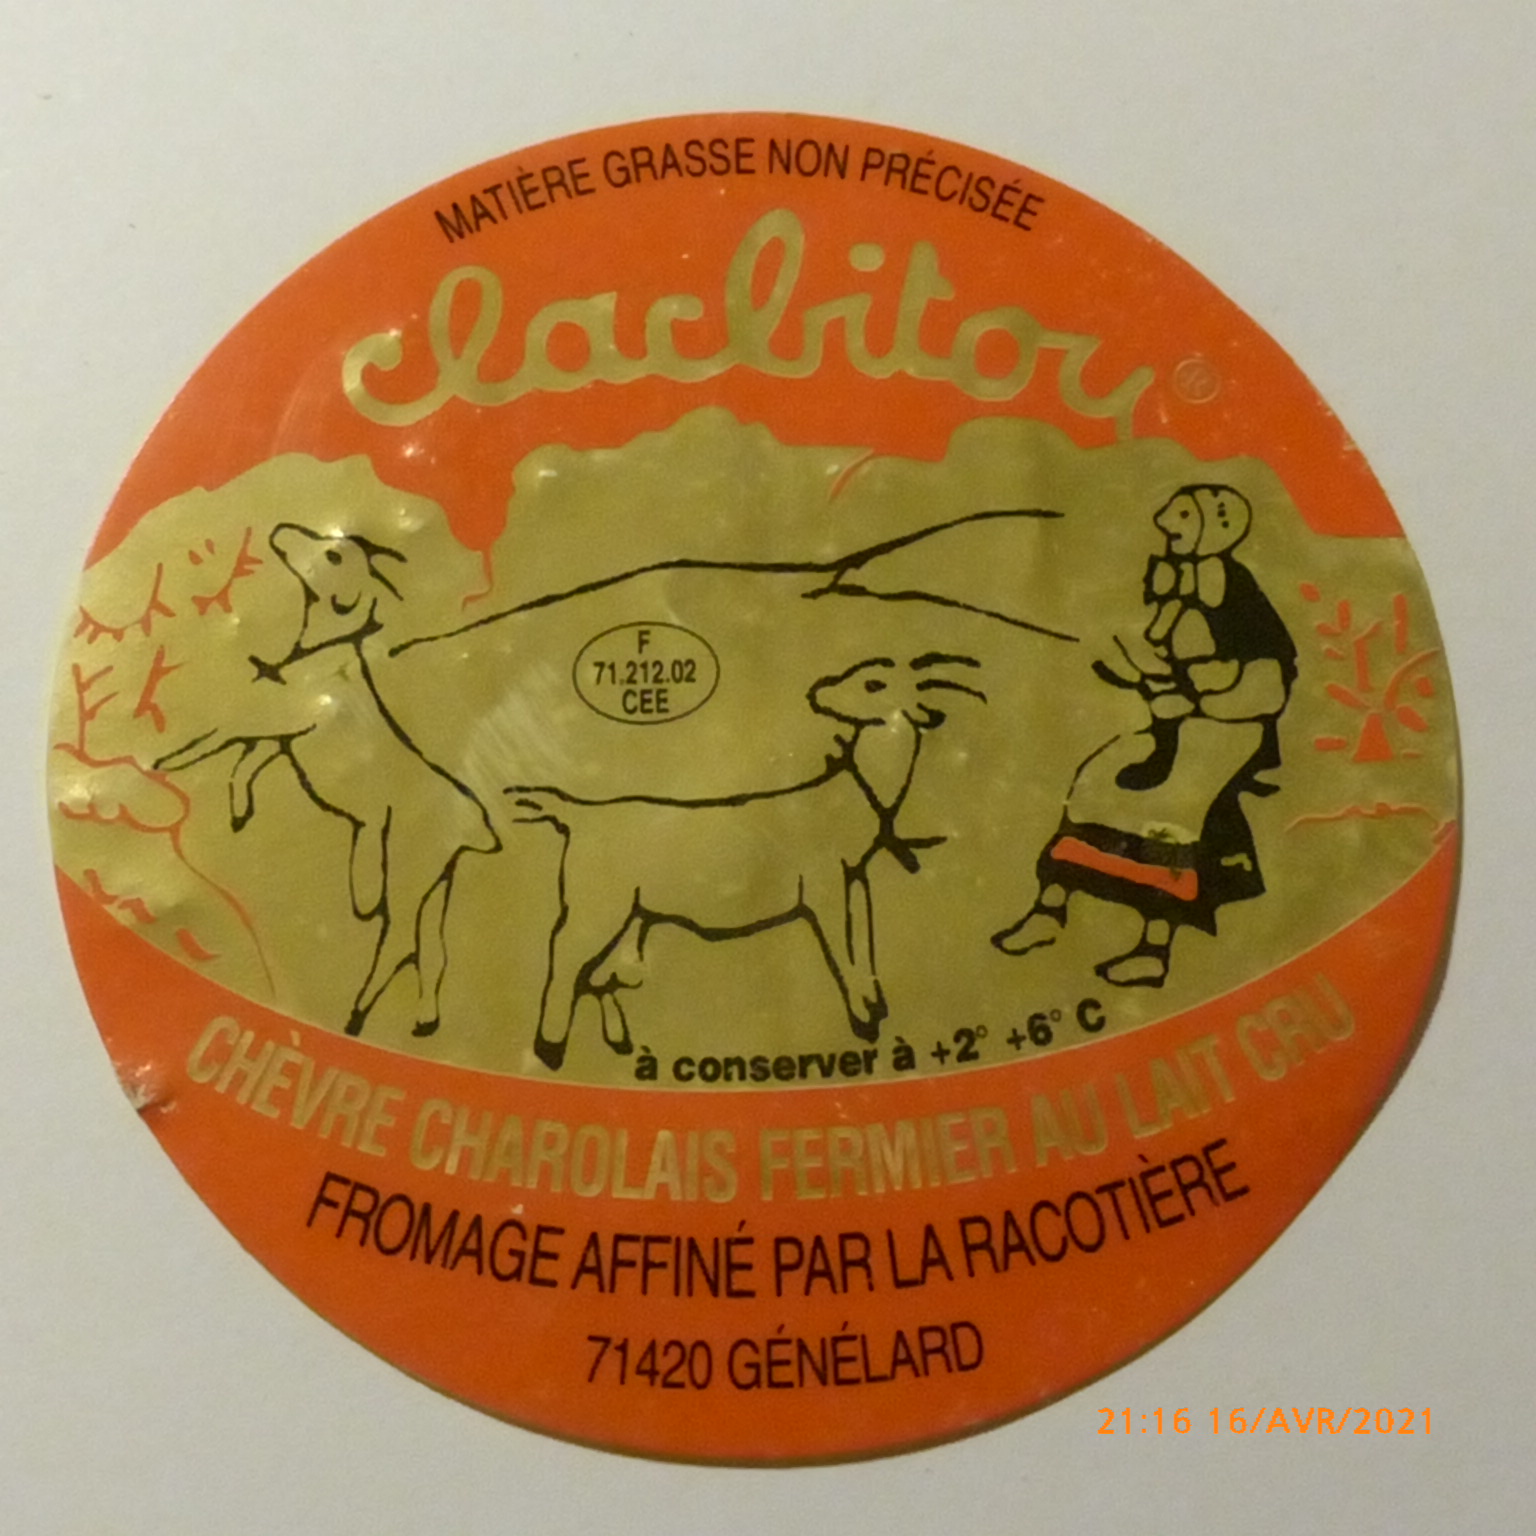 MATIÈRE GRASSE NON PRÉCISÉE
clacbitou
F
71.212.02
CEE
à conserver à +2° +6° C
CHÈVRE CHAROLAIS FERMIER AU LAIT CRU
FROMAGE AFFINÉ PAR LA RACOTIÈRE
71420 GÉNÉLARD
21:16 16/AVR/2021